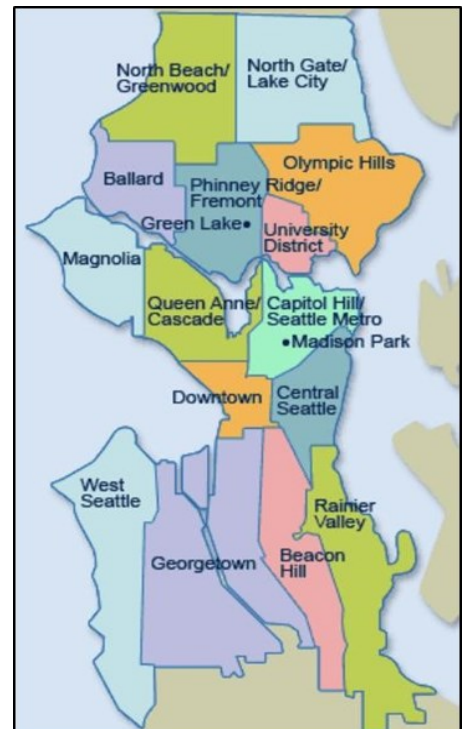 North Beach/
Greenwood
North Gate/
Lake City
Ballard
Phinney Ridge/
Fremont
Green Lake
Olympic Hills
University
District
Magnolia
Queen Anne/
Cascade
Capitol Hill/
Seattle Metro
Madison Park
Downtown
Central
Seattle
West
Seattle
Georgetown
Beacon
Hill
Rainier
Valley